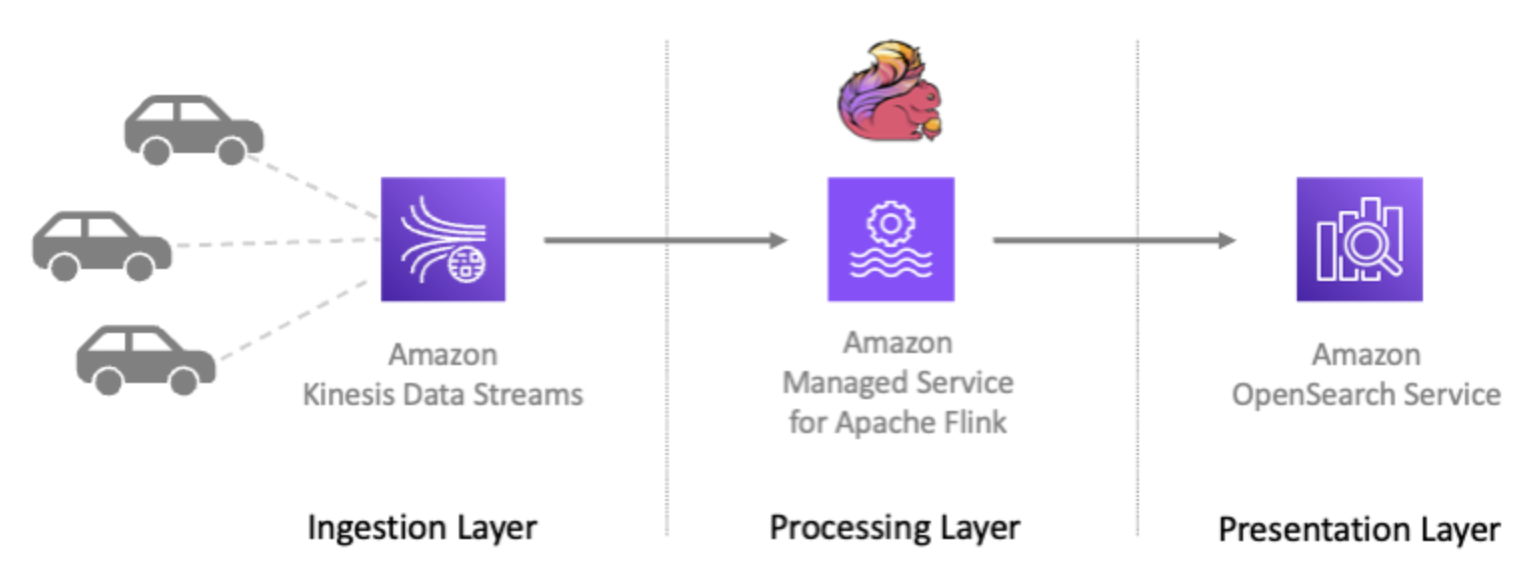 Amazon
Kinesis Data Streams
Amazon
Managed Service
for Apache Flink
Amazon
OpenSearch Service
Ingestion Layer
Processing Layer
Presentation Layer